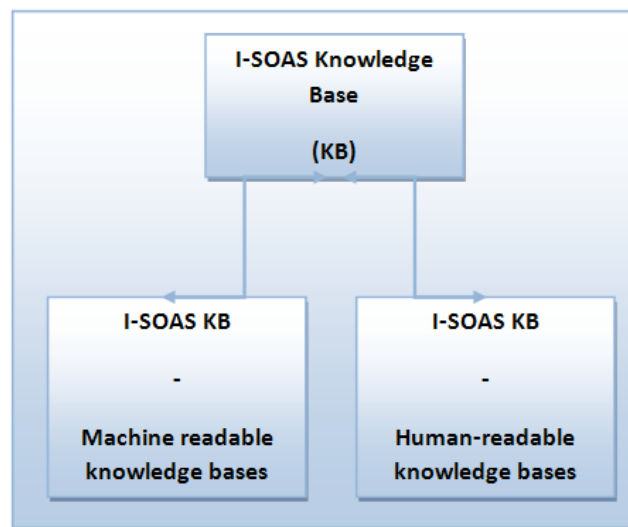 I-SOAS Knowledge
Base
(KB)
I-SOAS KB
-
Machine readable
knowledge bases
I-SOAS KB
-
Human-readable
knowledge bases